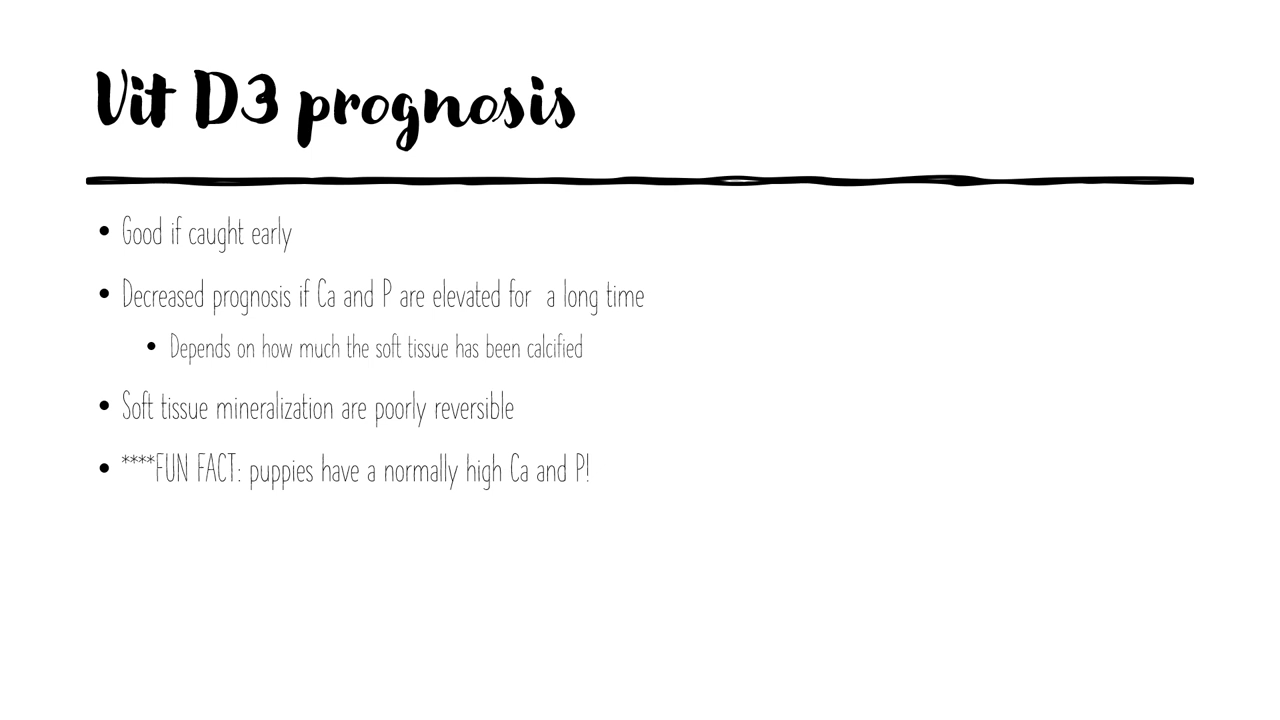 Vit D3 prognosis
• Good if caught early
• Decreased prognosis if Ca and P are elevated for  a long time
• Depends on how much the soft tissue has been calcified
• Soft tissue mineralization are poorly reversible
• ****FUN FACT: puppies have a normally high Ca and P!